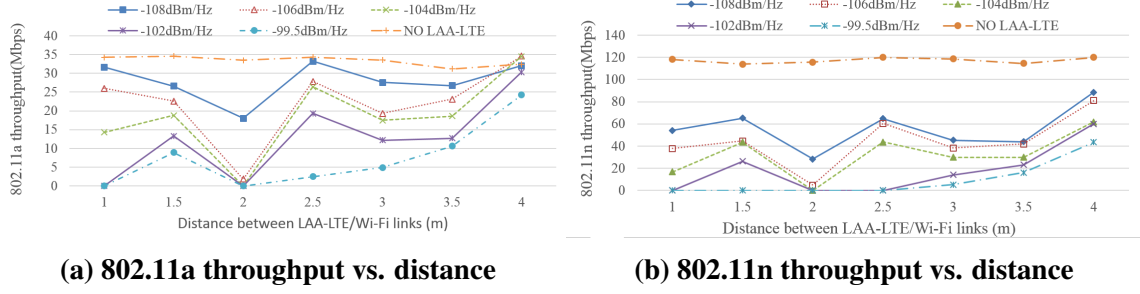 -108dBm/Hz -106dBm/Hz -104dBm/Hz
-102dBm/Hz -99.5dBm/Hz NO LAA-LTE
802.11a throughput(Mbps)
40
35
30
25
20
15
10
5
0
1 1.5 2 2.5 3 3.5 4
Distance between LAA-LTE/Wi-Fi links (m)
(a) 802.11a throughput vs. distance
-108dBm/Hz -106dBm/Hz -104dBm/Hz
-102dBm/Hz -99.5dBm/Hz NO LAA-LTE
802.11n throughput (Mbps)
140
120
100
80
60
40
20
0
1 1.5 2 2.5 3 3.5 4
Distance between LAA-LTE/Wi-Fi links (m)
(b) 802.11n throughput vs. distance